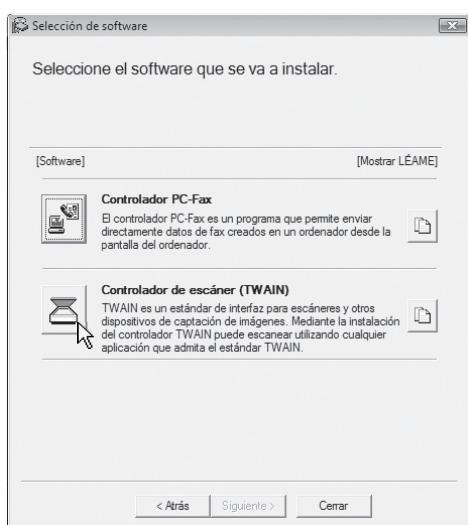 Selección de software
Seleccione el software que se va a instalar.
[Software] [Mostrar LÉAME]
Controlador PC-Fax
El controlador PC-Fax es un programa que permite enviar
directamente datos de fax creados en un ordenador desde la
pantalla del ordenador.
Controlador de escáner (TWAIN)
TWAIN es un estándar de interfaz para escáneres y otros
dispositivos de captación de imágenes. Mediante la instalación
del controlador TWAIN puede escanear utilizando cualquier
aplicación que admita el estándar TWAIN.
< Atrás Siguiente > Cerrar